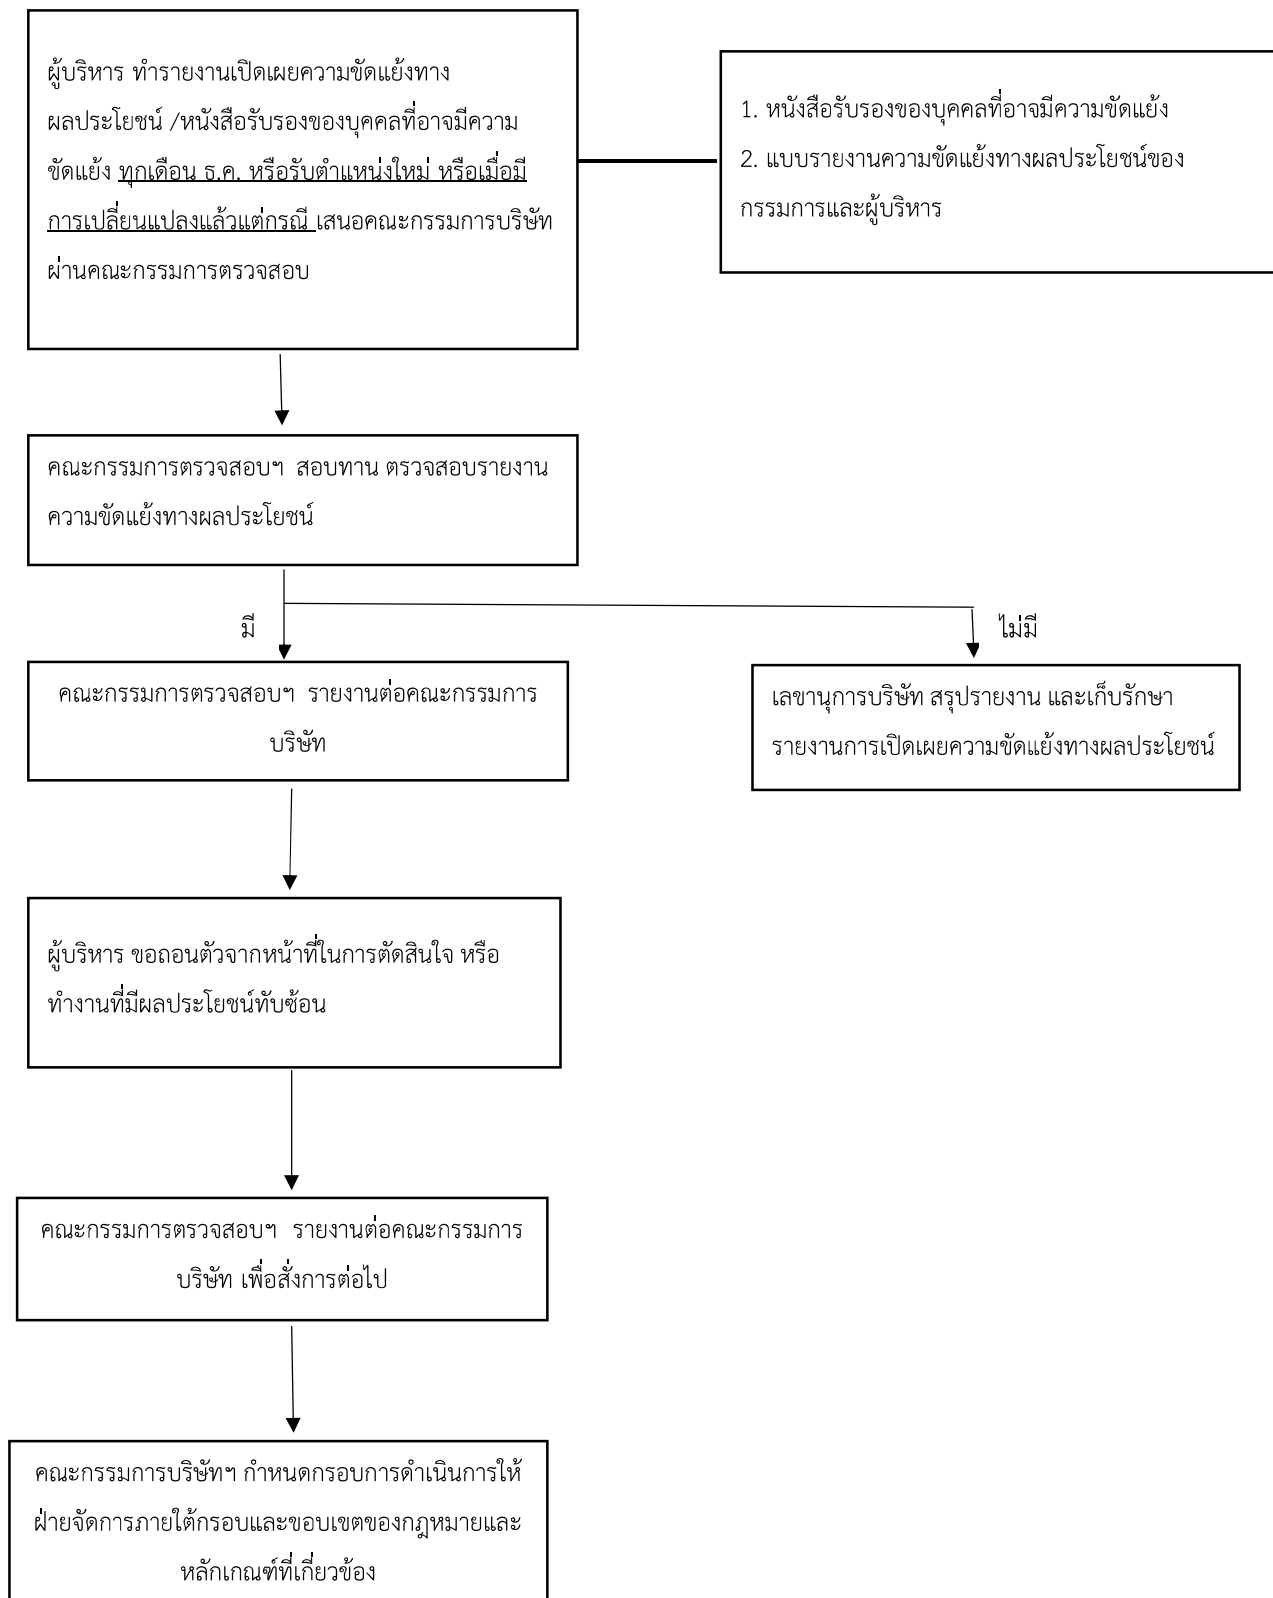 ผู้บริหาร ทำรายงานเปิดเผยความขัดแย้งทาง
ผลประโยชน์ /หนังสือรับรองของบุคคลที่อาจมีความ
ขัดแย้ง ทุกเดือน ธ.ค. หรือรับตำแหน่งใหม่ หรือเมื่อมี
การเปลี่ยนแปลงแล้วแต่กรณี เสนอคณะกรรมการบริษัท
ผ่านคณะกรรมการตรวจสอบ
1. หนังสือรับรองของบุคคลที่อาจมีความขัดแย้ง
2. แบบรายงานความขัดแย้งทางผลประโยชน์ของ
กรรมการและผู้บริหาร
คณะกรรมการตรวจสอบฯ สอบทาน ตรวจสอบรายงาน
ความขัดแย้งทางผลประโยชน์
มี
ไม่มี
คณะกรรมการตรวจสอบฯ รายงานต่อคณะกรรมการ
บริษัท
เลขานุการบริษัท สรุปรายงาน และเก็บรักษา
รายงานการเปิดเผยความขัดแย้งทางผลประโยชน์
ผู้บริหาร ขอถอนตัวจากหน้าที่ในการตัดสินใจ หรือ
ทำงานที่มีผลประโยชน์ทับซ้อน
คณะกรรมการตรวจสอบฯ รายงานต่อคณะกรรมการ
บริษัท เพื่อสั่งการต่อไป
คณะกรรมการบริษัทฯ กำหนดกรอบการดำเนินการให้
ฝ่ายจัดการภายใต้กรอบและขอบเขตของกฎหมายและ
หลักเกณฑ์ที่เกี่ยวข้อง